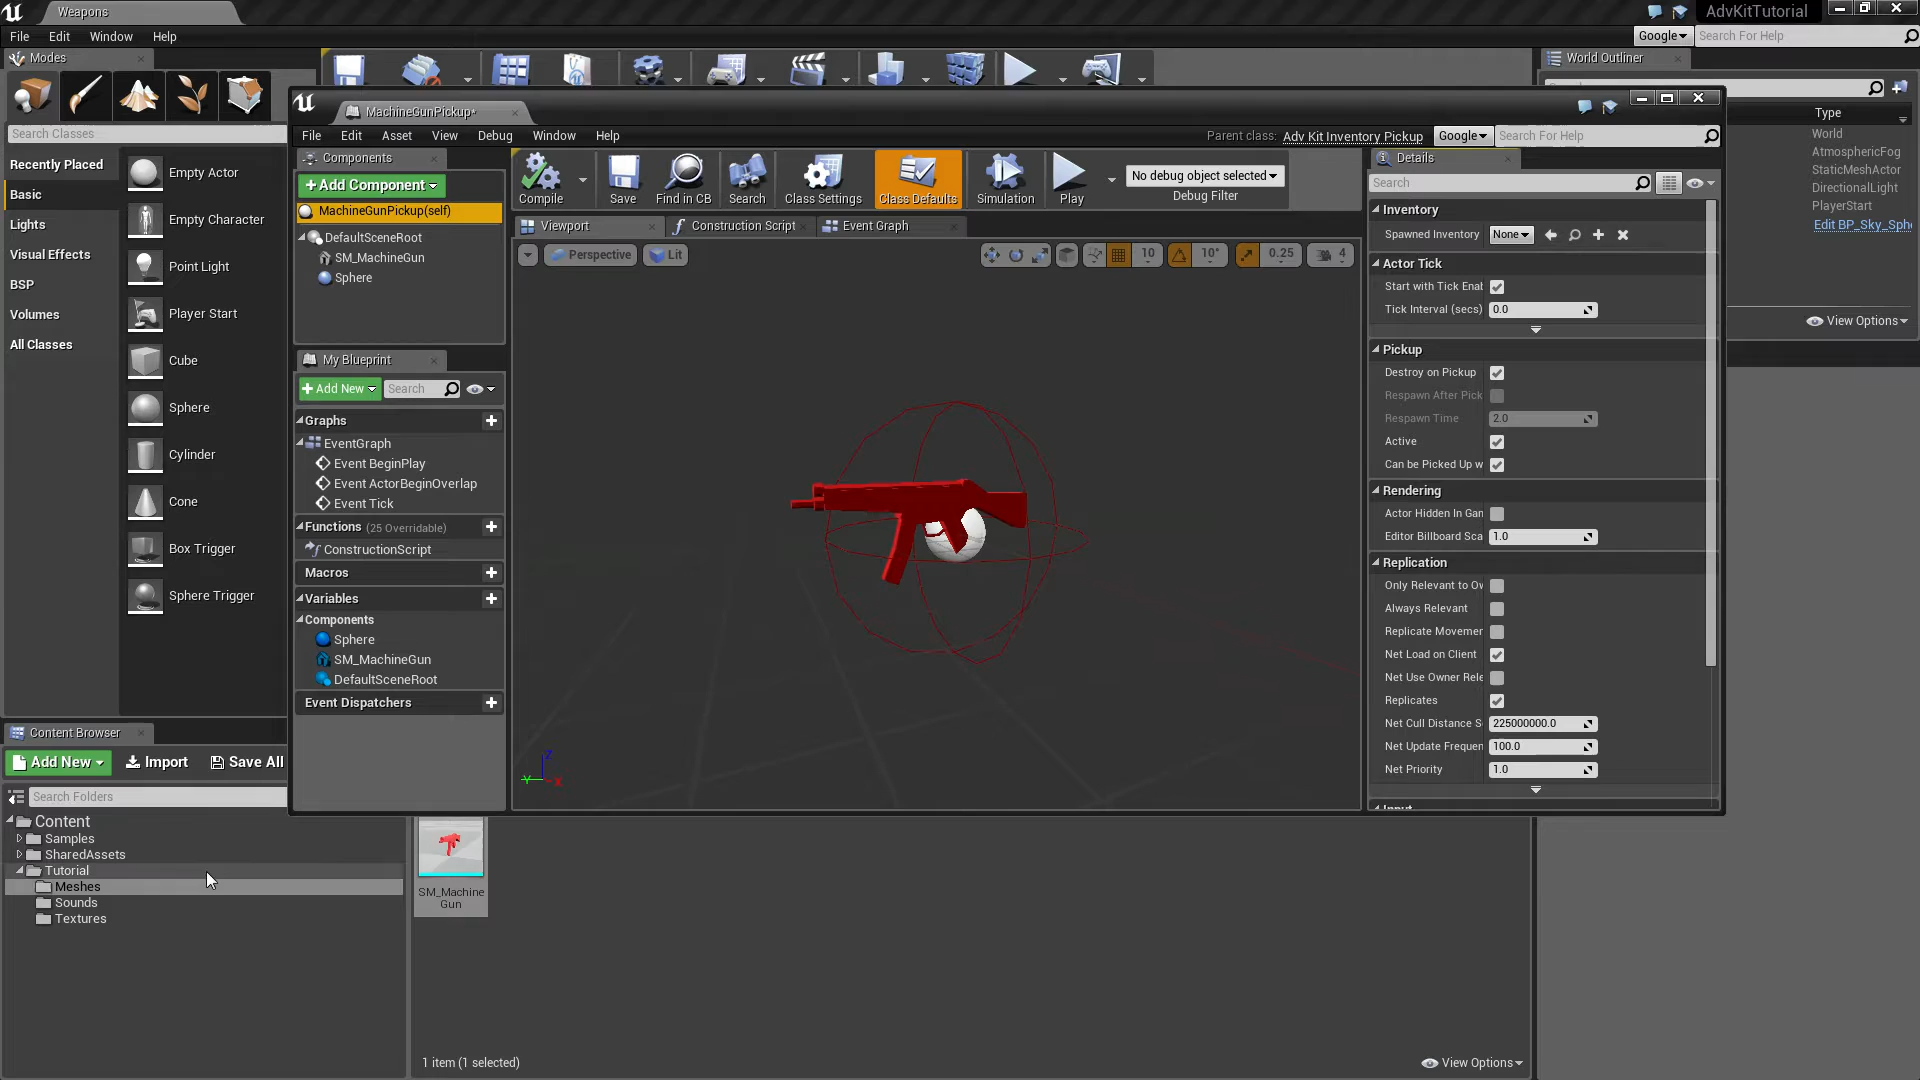 Weapons
AdvKitTutorial
File Edit Window Help
Google
Search For Help
Modes
World Outliner
Search Classes
Recently Placed
Basic
Lights
Visual Effects
BSP
Volumes
All Classes
Empty Actor
Empty Character
Point Light
Player Start
Cube
Sphere
Cylinder
Cone
Box Trigger
Sphere Trigger
Type
World
AtmosphericFog
StaticMeshActor
DirectionalLight
PlayerStart
Edit BP_Sky_Sph
View Options
MachineGunPickup*
File Edit Asset View Debug Window Help
Parent class: Adv Kit Inventory Pickup
Google
Search For Help
Components
+Add Component
MachineGunPickup(self)
DefaultSceneRoot
SM_MachineGun
Sphere
Compile
Save
Find in CB
Search
Class Settings
Class Defaults
Simulation
Play
No debug object selected
Debug Filter
Viewport
Construction Script
Event Graph
Perspective
Lit
10
10°
0.25
4
My Blueprint
+Add New
Search
Graphs
EventGraph
Event BeginPlay
Event ActorBeginOverlap
Event Tick
Functions (25 Overridable)
ConstructionScript
Macros
Variables
Components
Sphere
SM_MachineGun
DefaultSceneRoot
Event Dispatchers
Z
Y
X
Details
Search
Inventory
Spawned Inventory None
Actor Tick
Start with Tick Enab
Tick Interval (secs) 0.0
Pickup
Destroy on Pickup
Respawn After Pick
Respawn Time 2.0
Active
Can be Picked Up w
Rendering
Actor Hidden In Gan
Editor Billboard Sca 1.0
Replication
Only Relevant to Ow
Always Relevant
Replicate Movemer
Net Load on Client
Net Use Owner Rele
Replicates
Net Cull Distance S 225000000.0
Net Update Frequen 100.0
Net Priority 1.0
Content Browser
Add New
Import
Save All
Search Folders
Content
Samples
SharedAssets
Tutorial
Meshes
Sounds
Textures
SM_Machine
Gun
1 item (1 selected)
View Options